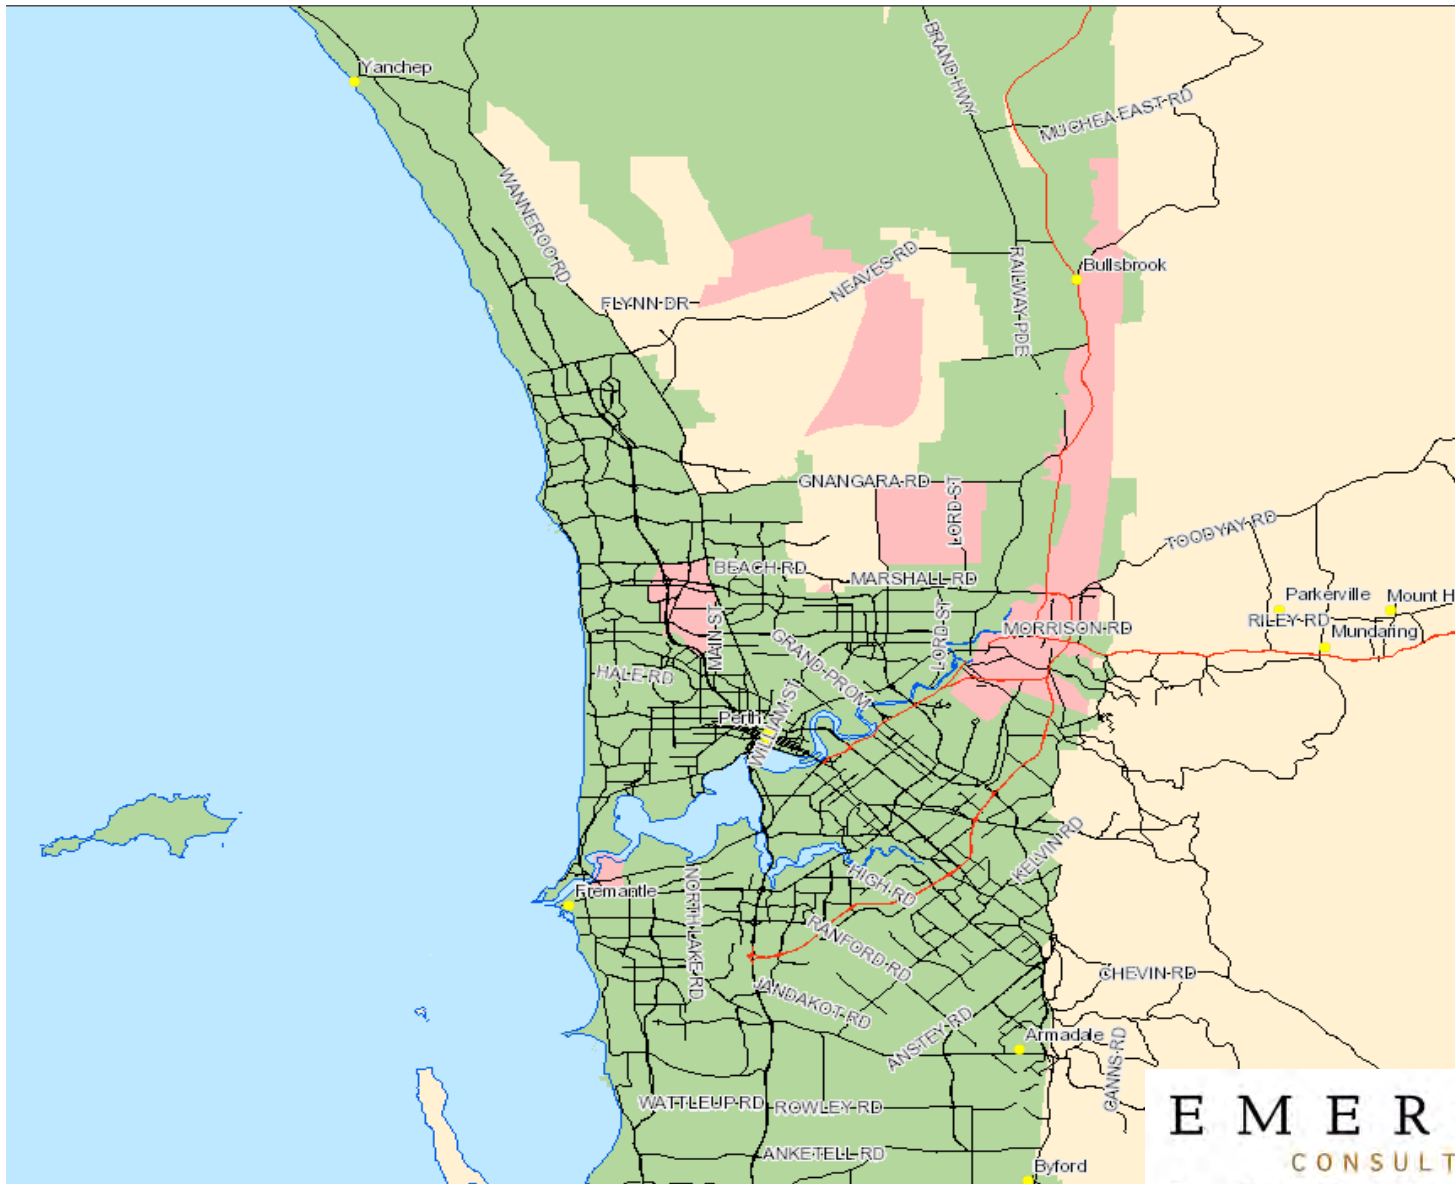 Yanchep
BRAND HWY
MUCHEA EAST RD
WANNEROO RD
NEAVES RD
RAILWAY PDE
Bullsbrook
FLYNN DR
GNANGARA RD
LORD ST
TOODYAY RD
BEACH RD
MARSHALL RD
Parkerville
Mount H
RILEY RD
Mundaring
MORRISON RD
LORD ST
MAIN ST
GRAND PROM
HALE RD
Perth
WILLIAM ST
KELVIN RD
HIGH RD
Fremantle
NORTH LAKE RD
RANFORD RD
CHEVIN RD
JANDAKOT RD
ANSTEY RD
Armadale
CANNS RD
WATTLEUP RD
ROWLEY RD
ANKETELL RD
Byford
EMER
CONSULT